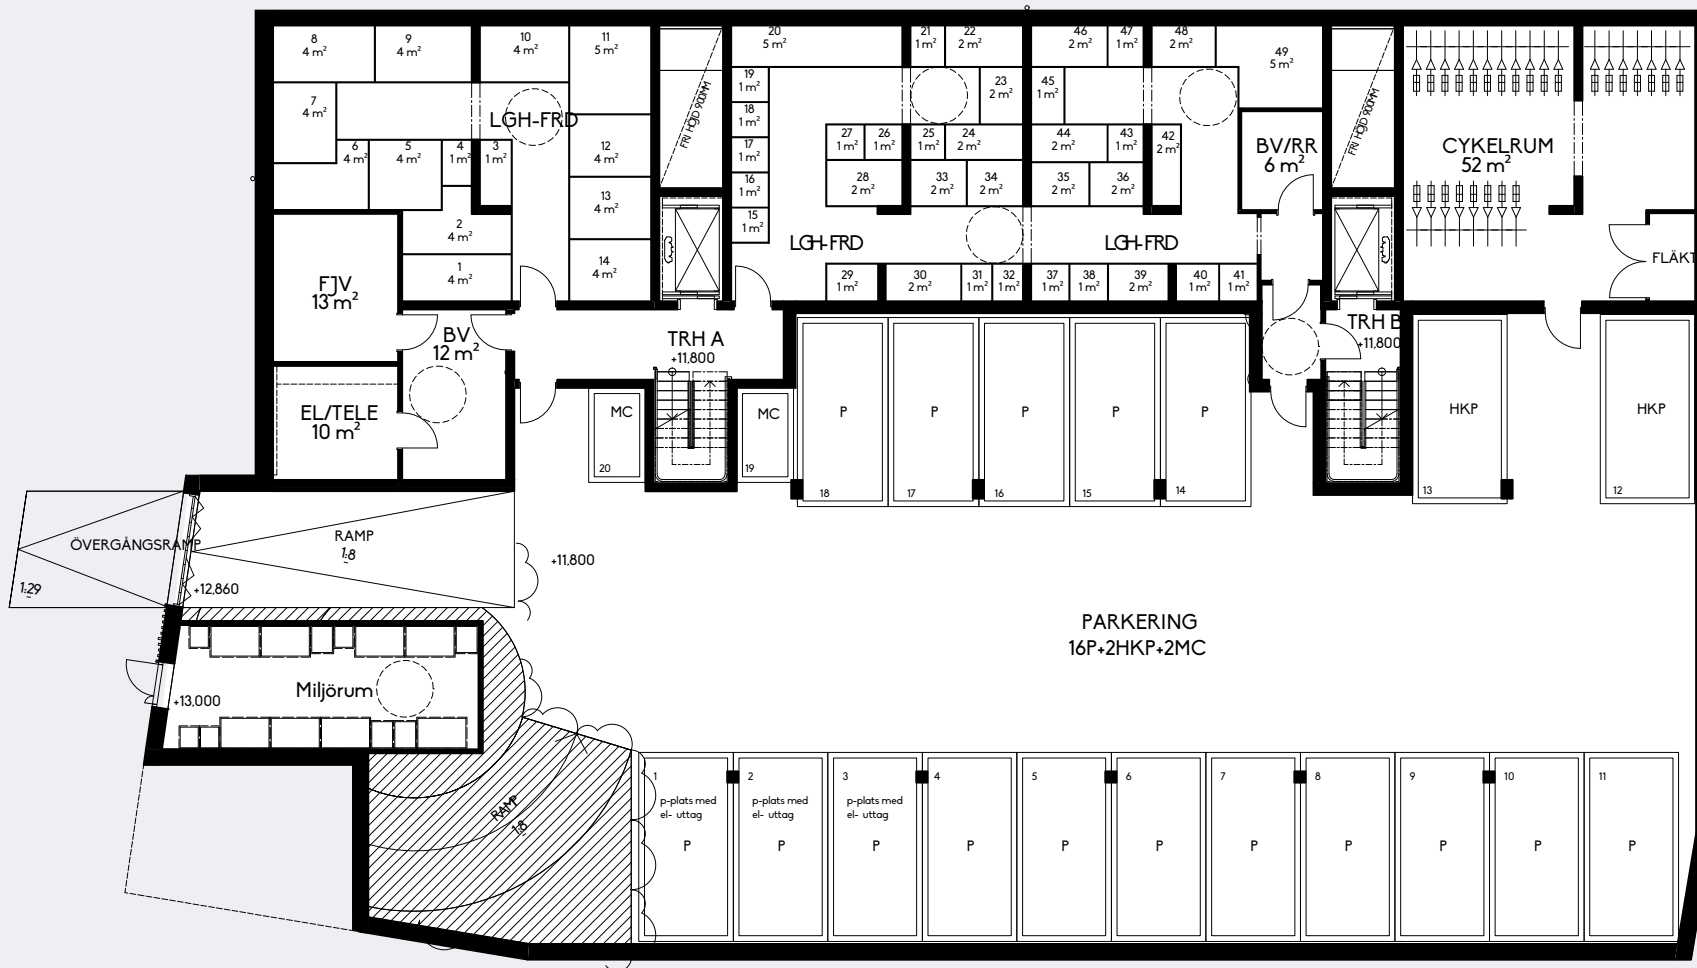 8
4 m²
9
4 m²
10
4 m²
11
5 m²
7
4 m²
LGH-FRD
6
4 m²
5
4 m²
4
1 m²
3
1 m²
12
4 m²
13
4 m²
2
4 m²
1
4 m²
14
4 m²
FRI HÖJD 900MM
20
5 m²
21
1 m²
22
2 m²
46
2 m²
47
1 m²
48
2 m²
49
5 m²
19
1 m²
18
1 m²
17
1 m²
16
1 m²
15
1 m²
23
2 m²
45
1 m²
27
1 m²
26
1 m²
25
1 m²
24
2 m²
44
2 m²
43
1 m²
42
2 m²
28
2 m²
33
2 m²
34
2 m²
35
2 m²
36
2 m²
LGH-FRD
LGH-FRD
29
1 m²
30
2 m²
31
1 m²
32
1 m²
37
1 m²
38
1 m²
39
2 m²
40
1 m²
41
1 m²
BV/RR
6 m²
FRI HÖJD 900MM
CYKELRUM
52 m²
FLÄKT
FJV
13 m²
BV
12 m²
EL/TELE
10 m²
TRH A
+11,800
TRH B
+11,800
MC
20
MC
19
P
18
P
17
P
16
P
15
P
14
HKP
13
HKP
12
ÖVERGÅNGSRAMP
1:29
RAMP
1:8
+12,860
+11,800
PARKERING
16P+2HKP+2MC
Miljörum
+13,000
RAMP
1:8
1
p-plats med
el- uttag
P
2
p-plats med
el- uttag
P
3
p-plats med
el- uttag
P
4
P
5
P
6
P
7
P
8
P
9
P
10
P
11
P